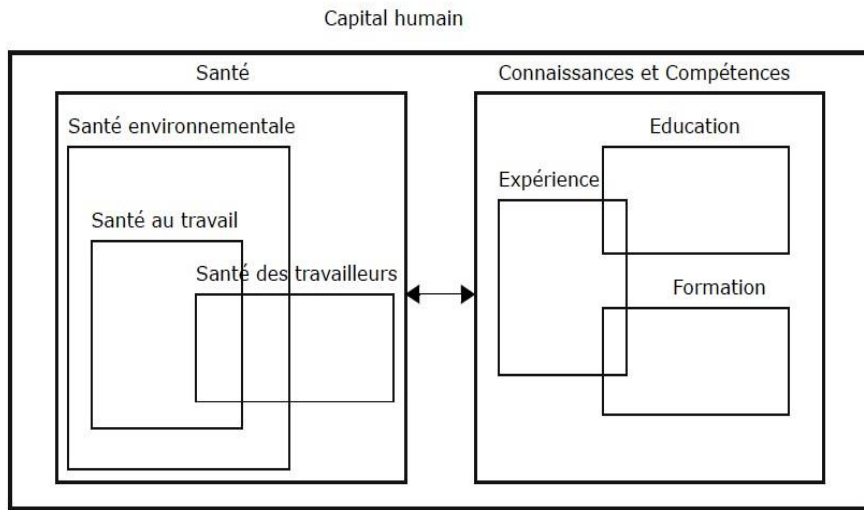 Capital humain
Santé
Connaissances et Compétences
Santé environnementale
Education
Expérience
Santé au travail
Santé des travailleurs
Formation